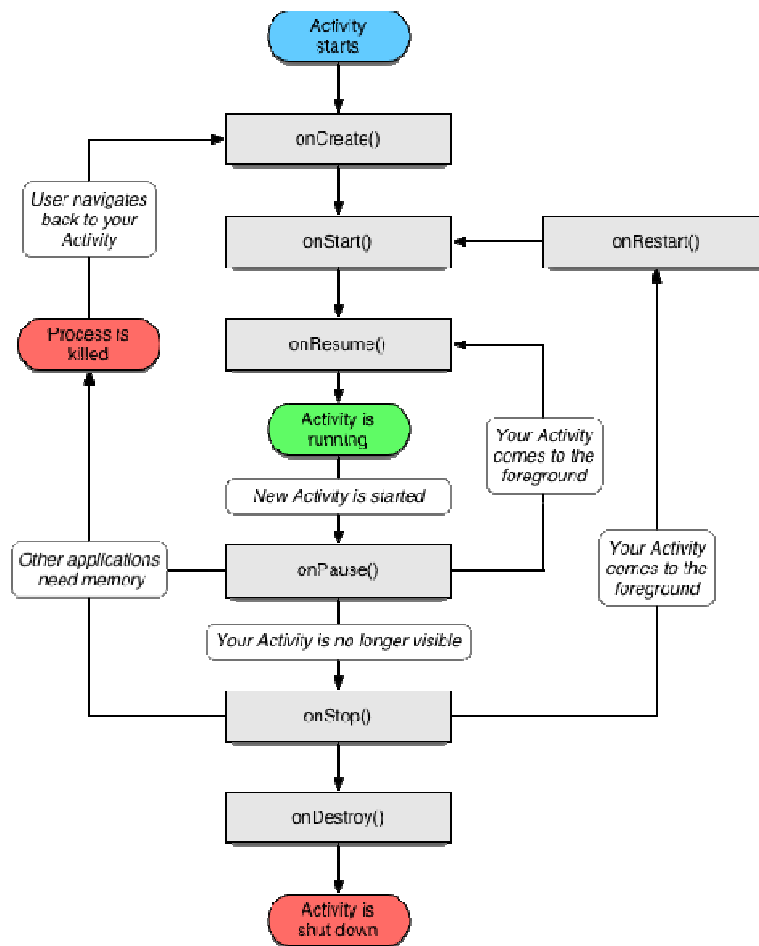 Activity
starts
onCreate()
User navigates
back to your
Activity
onStart()
onRestart()
Process is
killed
onResume()
Activity is
running
Your Activity
comes to the
foreground
New Activity is started
Other applications
need memory
onPause()
Your Activity
comes to the
foreground
Your Activity is no longer visible
onStop()
onDestroy()
Activity is
shut down